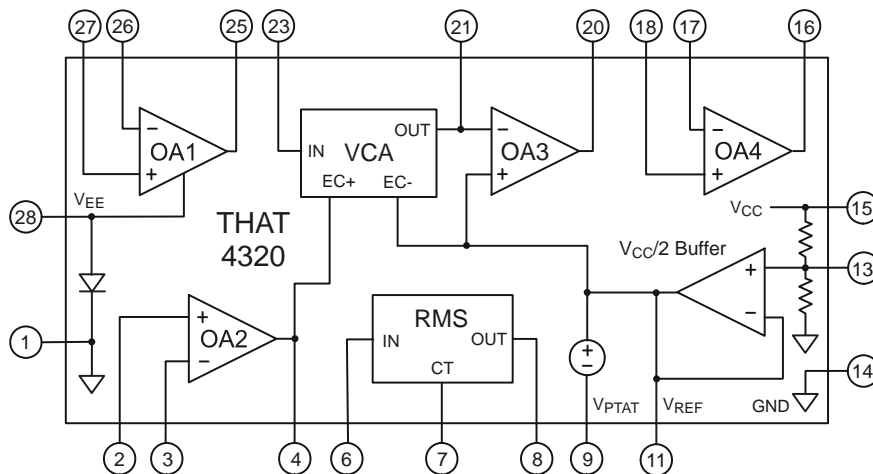 27 26 25 23 21 20 18 17 16
OUT
OA1 IN VCA OA3 OA4
EC+ EC-
28 VEE
THAT
4320
VCC 15
VCC/2 Buffer
13
1
OA2
RMS
IN OUT
CT
VPTAT VREF GND 14
2 3 4 6 7 8 9 11